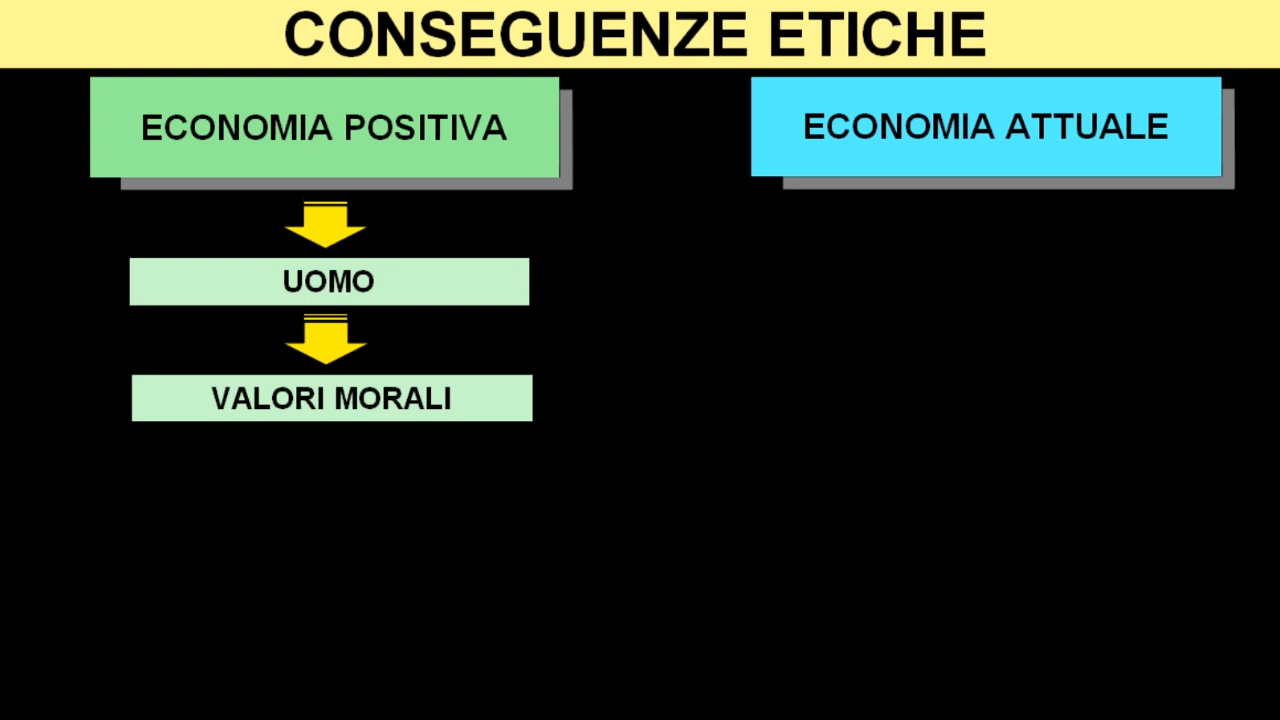 CONSEGUENZE ETICHE
ECONOMIA POSITIVA
ECONOMIA ATTUALE
UOMO
VALORI MORALI